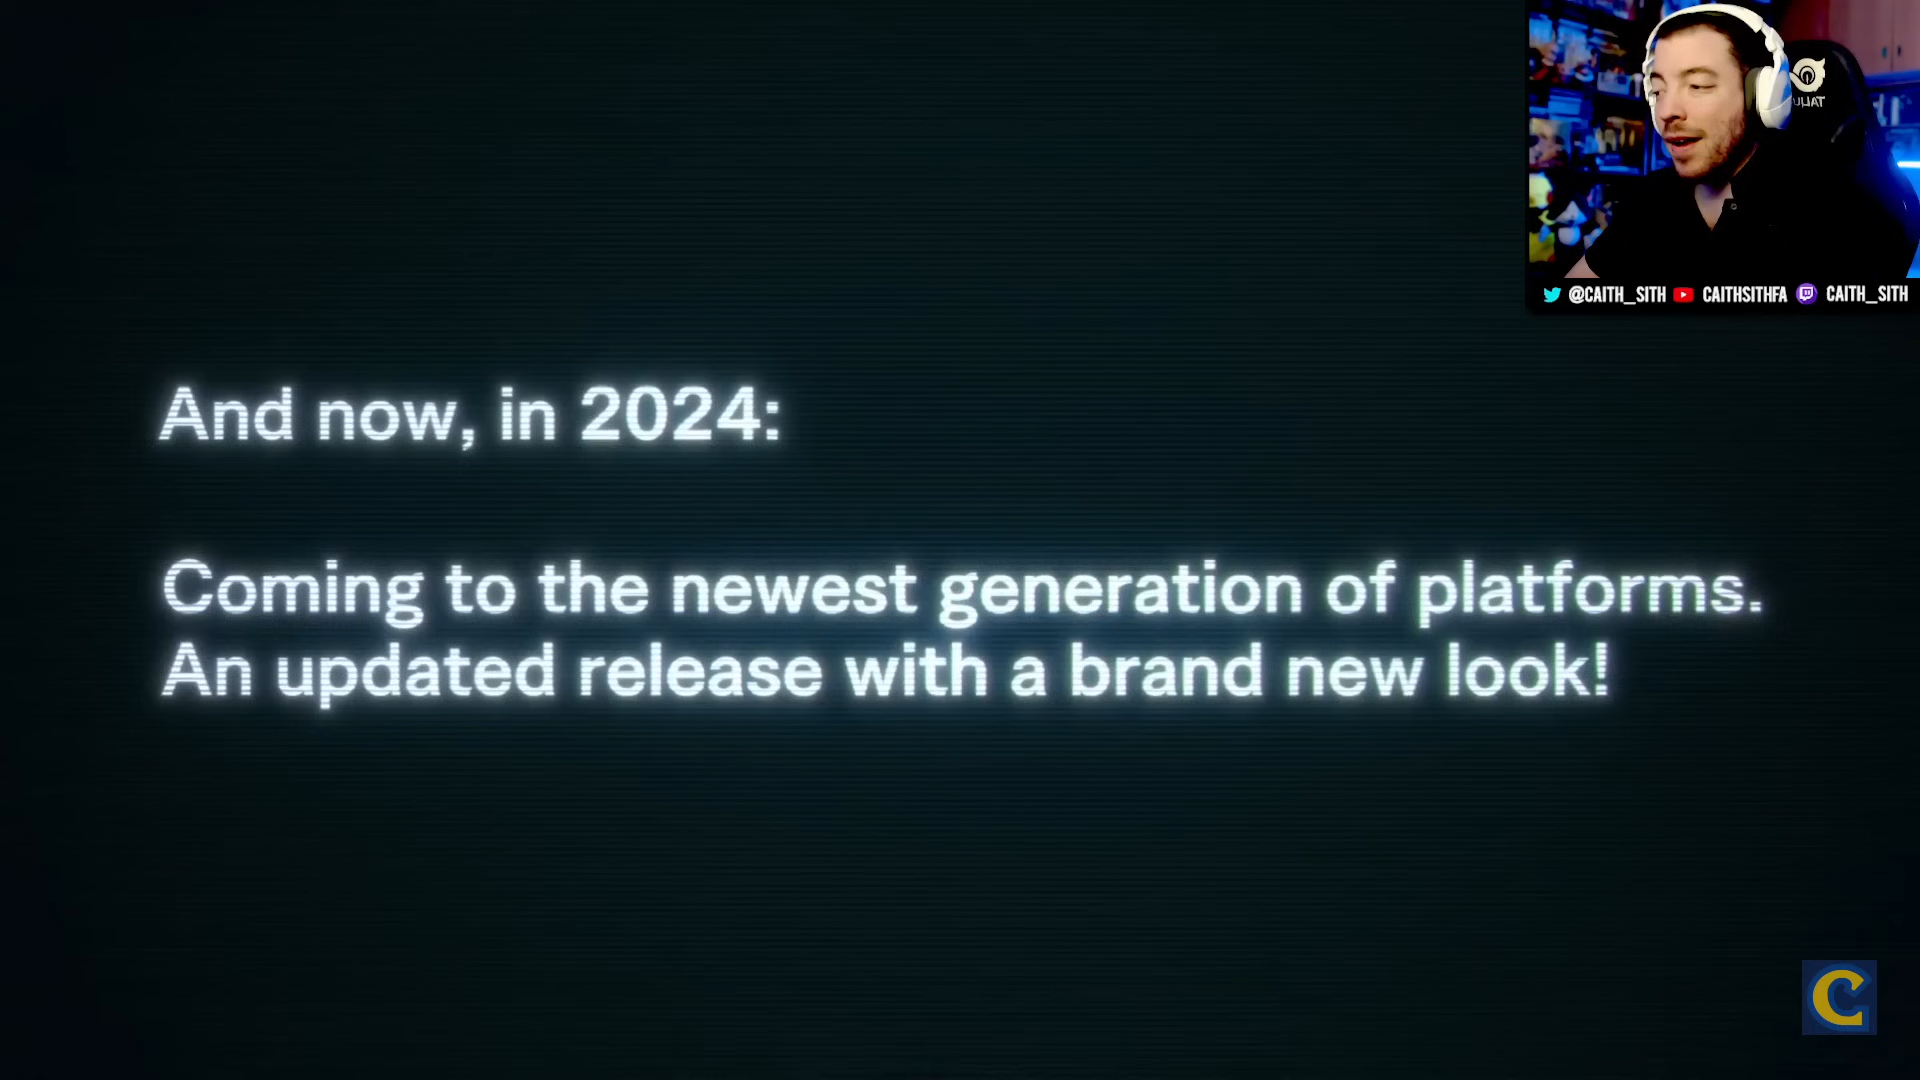 And now, in 2024:
Coming to the newest generation of platforms.
An updated release with a brand new look!
@CAITH_SITH CAITHSITHFA CAITH_SITH
C